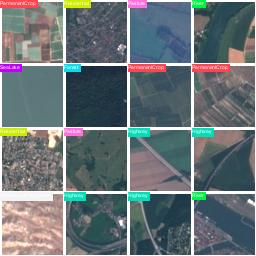 PermanentCrop
Residential
Pasture
River
SeaLake
Forest
PermanentCrop
PermanentCrop
Residential
Pasture
Highway
Highway
Highway
Highway
River